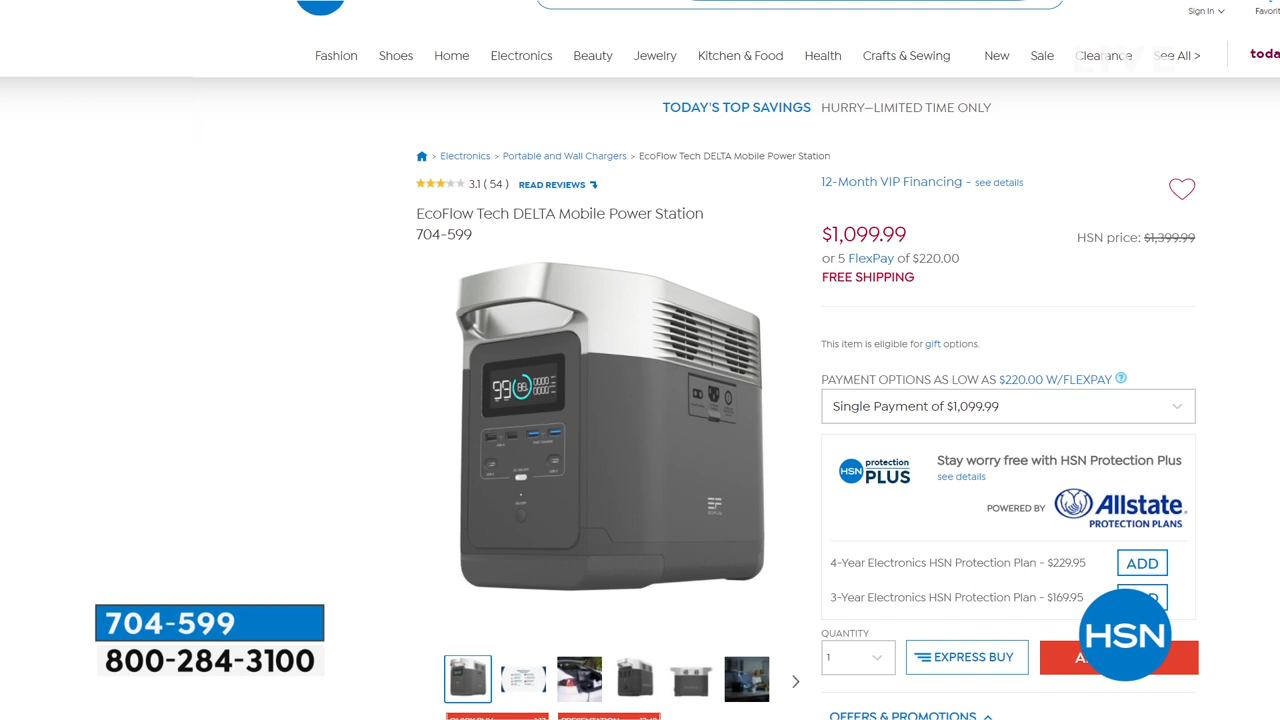 Sign In
Favorit
Fashion Shoes Home Electronics Beauty Jewelry Kitchen & Food Health Crafts & Sewing New Sale Clearance See All >
toda
TODAY'S TOP SAVINGS HURRY—LIMITED TIME ONLY
> Electronics > Portable and Wall Chargers > EcoFlow Tech DELTA Mobile Power Station
3.1 ( 54 ) READ REVIEWS
EcoFlow Tech DELTA Mobile Power Station
704-599
12-Month VIP Financing - see details
$1,099.99
HSN price: $1,399.99
or 5 FlexPay of $220.00
FREE SHIPPING
This item is eligible for gift options.
PAYMENT OPTIONS AS LOW AS $220.00 W/FLEXPAY ?
Single Payment of $1,099.99
HSN protection PLUS
Stay worry free with HSN Protection Plus
see details
POWERED BY Allstate.
PROTECTION PLANS
4-Year Electronics HSN Protection Plan - $229.95 ADD
3-Year Electronics HSN Protection Plan - $169.95
QUANTITY
1
EXPRESS BUY
HSN
99
704-599
800-284-3100
OFFERS & PROMOTIONS